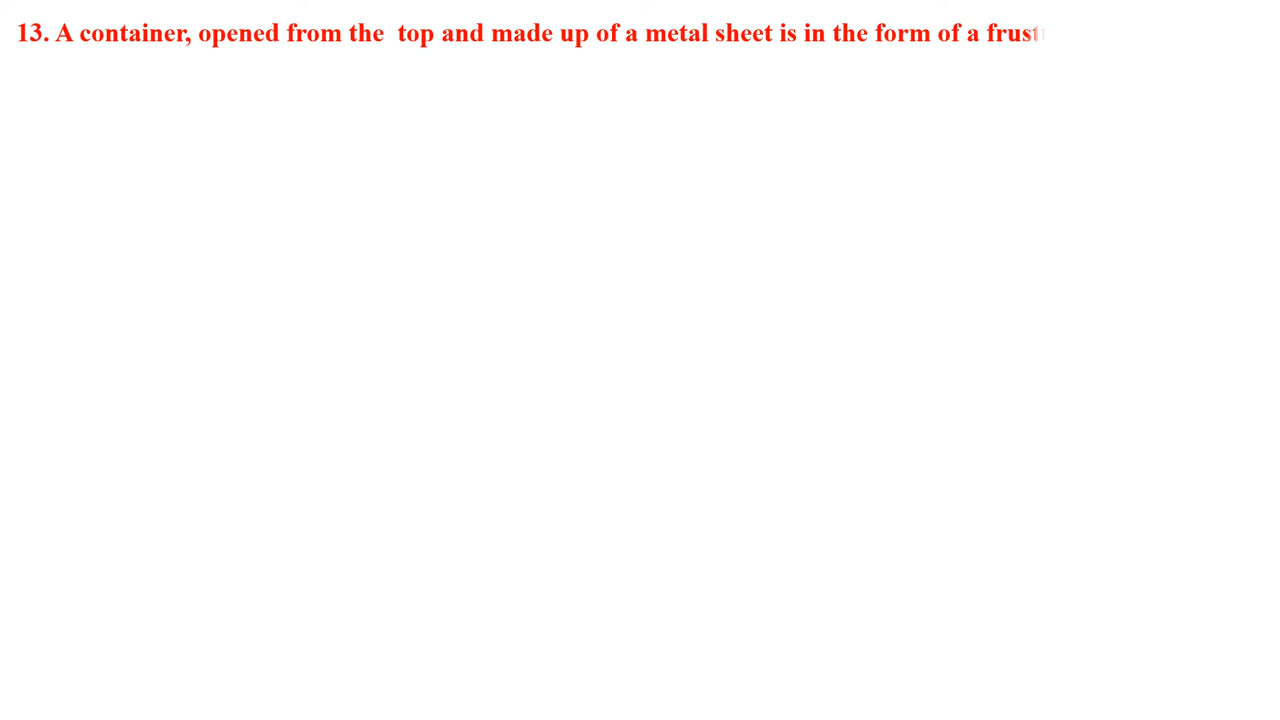 13. A container, opened from the top and made up of a metal sheet is in the form of a